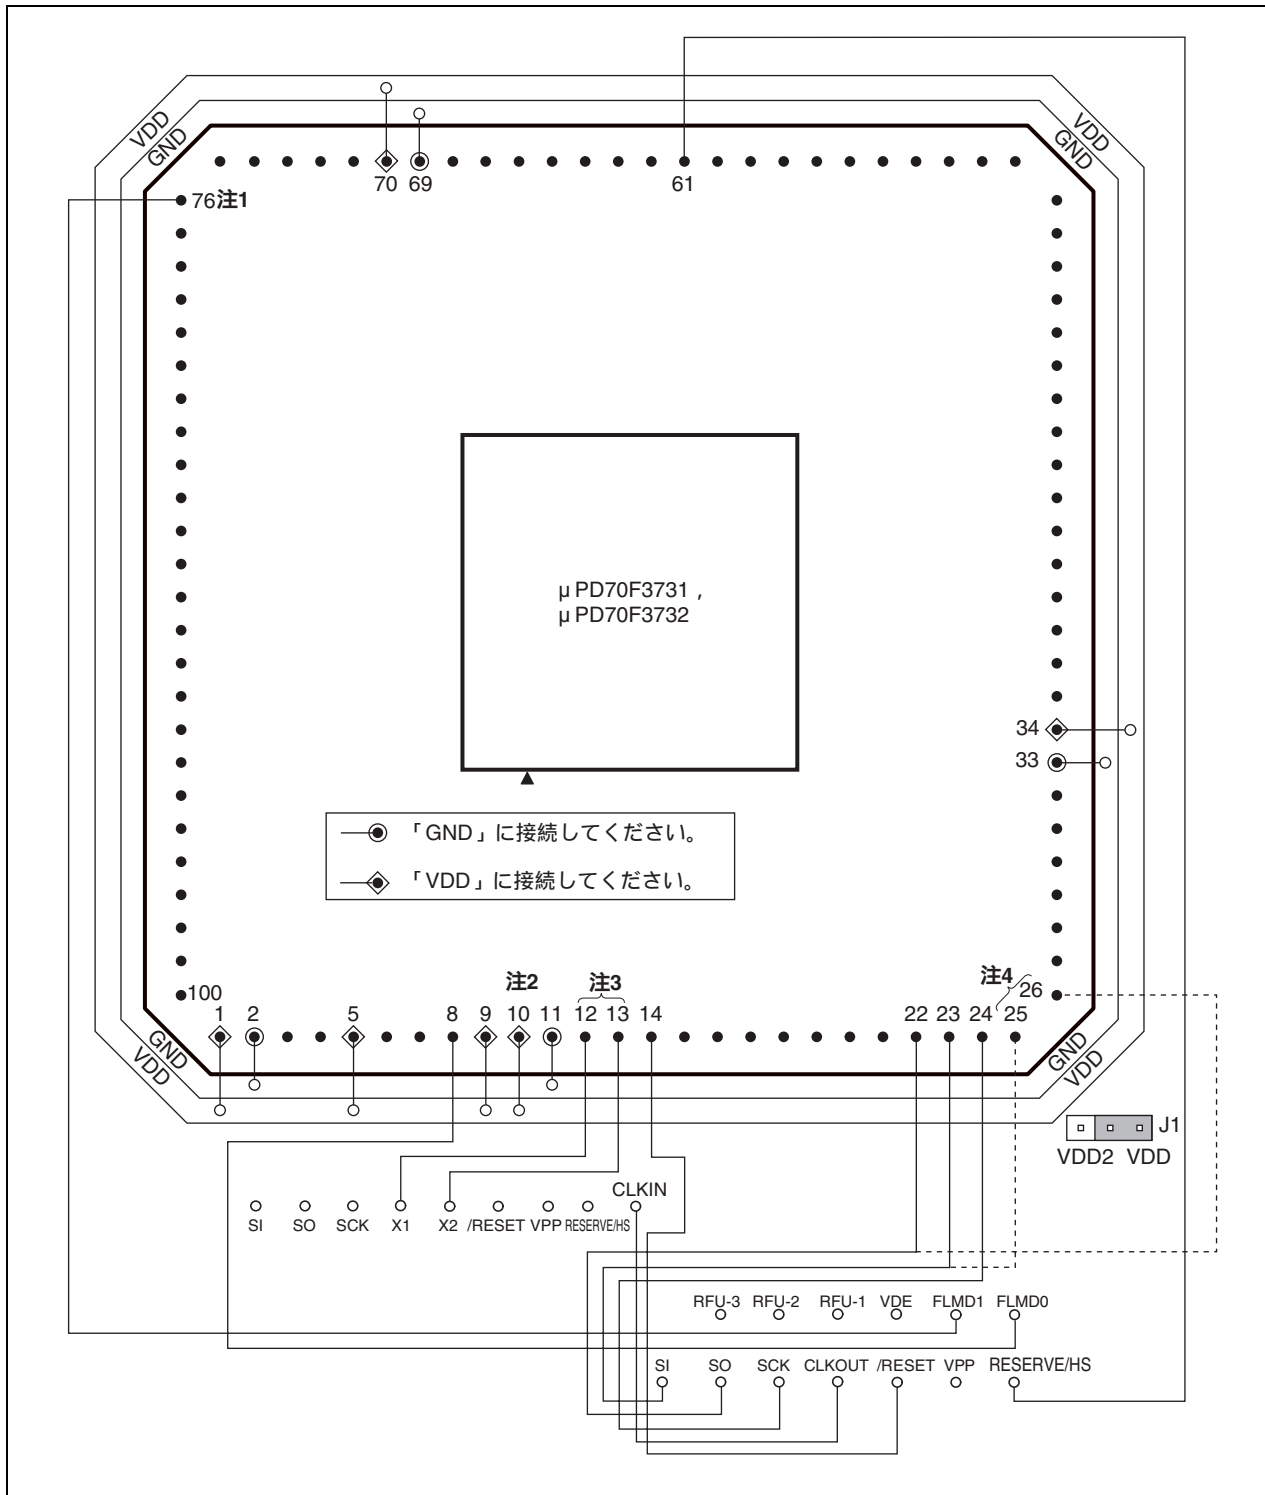 VDD
GND
VDD
GND
70 69 61
76注1
μPD70F3731，
μPD70F3732
34
33
「GND」に接続してください。
「VDD」に接続してください。
注2 注3 注4
100 26
1 2 5 8 9 10 11 12 13 14 22 23 24 25
GND
VDD
GND
VDD
J1
VDD2 VDD
CLKIN
SI SO SCK X1 X2 /RESET VPP RESERVE/HS
RFU-3 RFU-2 RFU-1 VDE FLMD1 FLMD0
SI SO SCK CLKOUT /RESET VPP RESERVE/HS